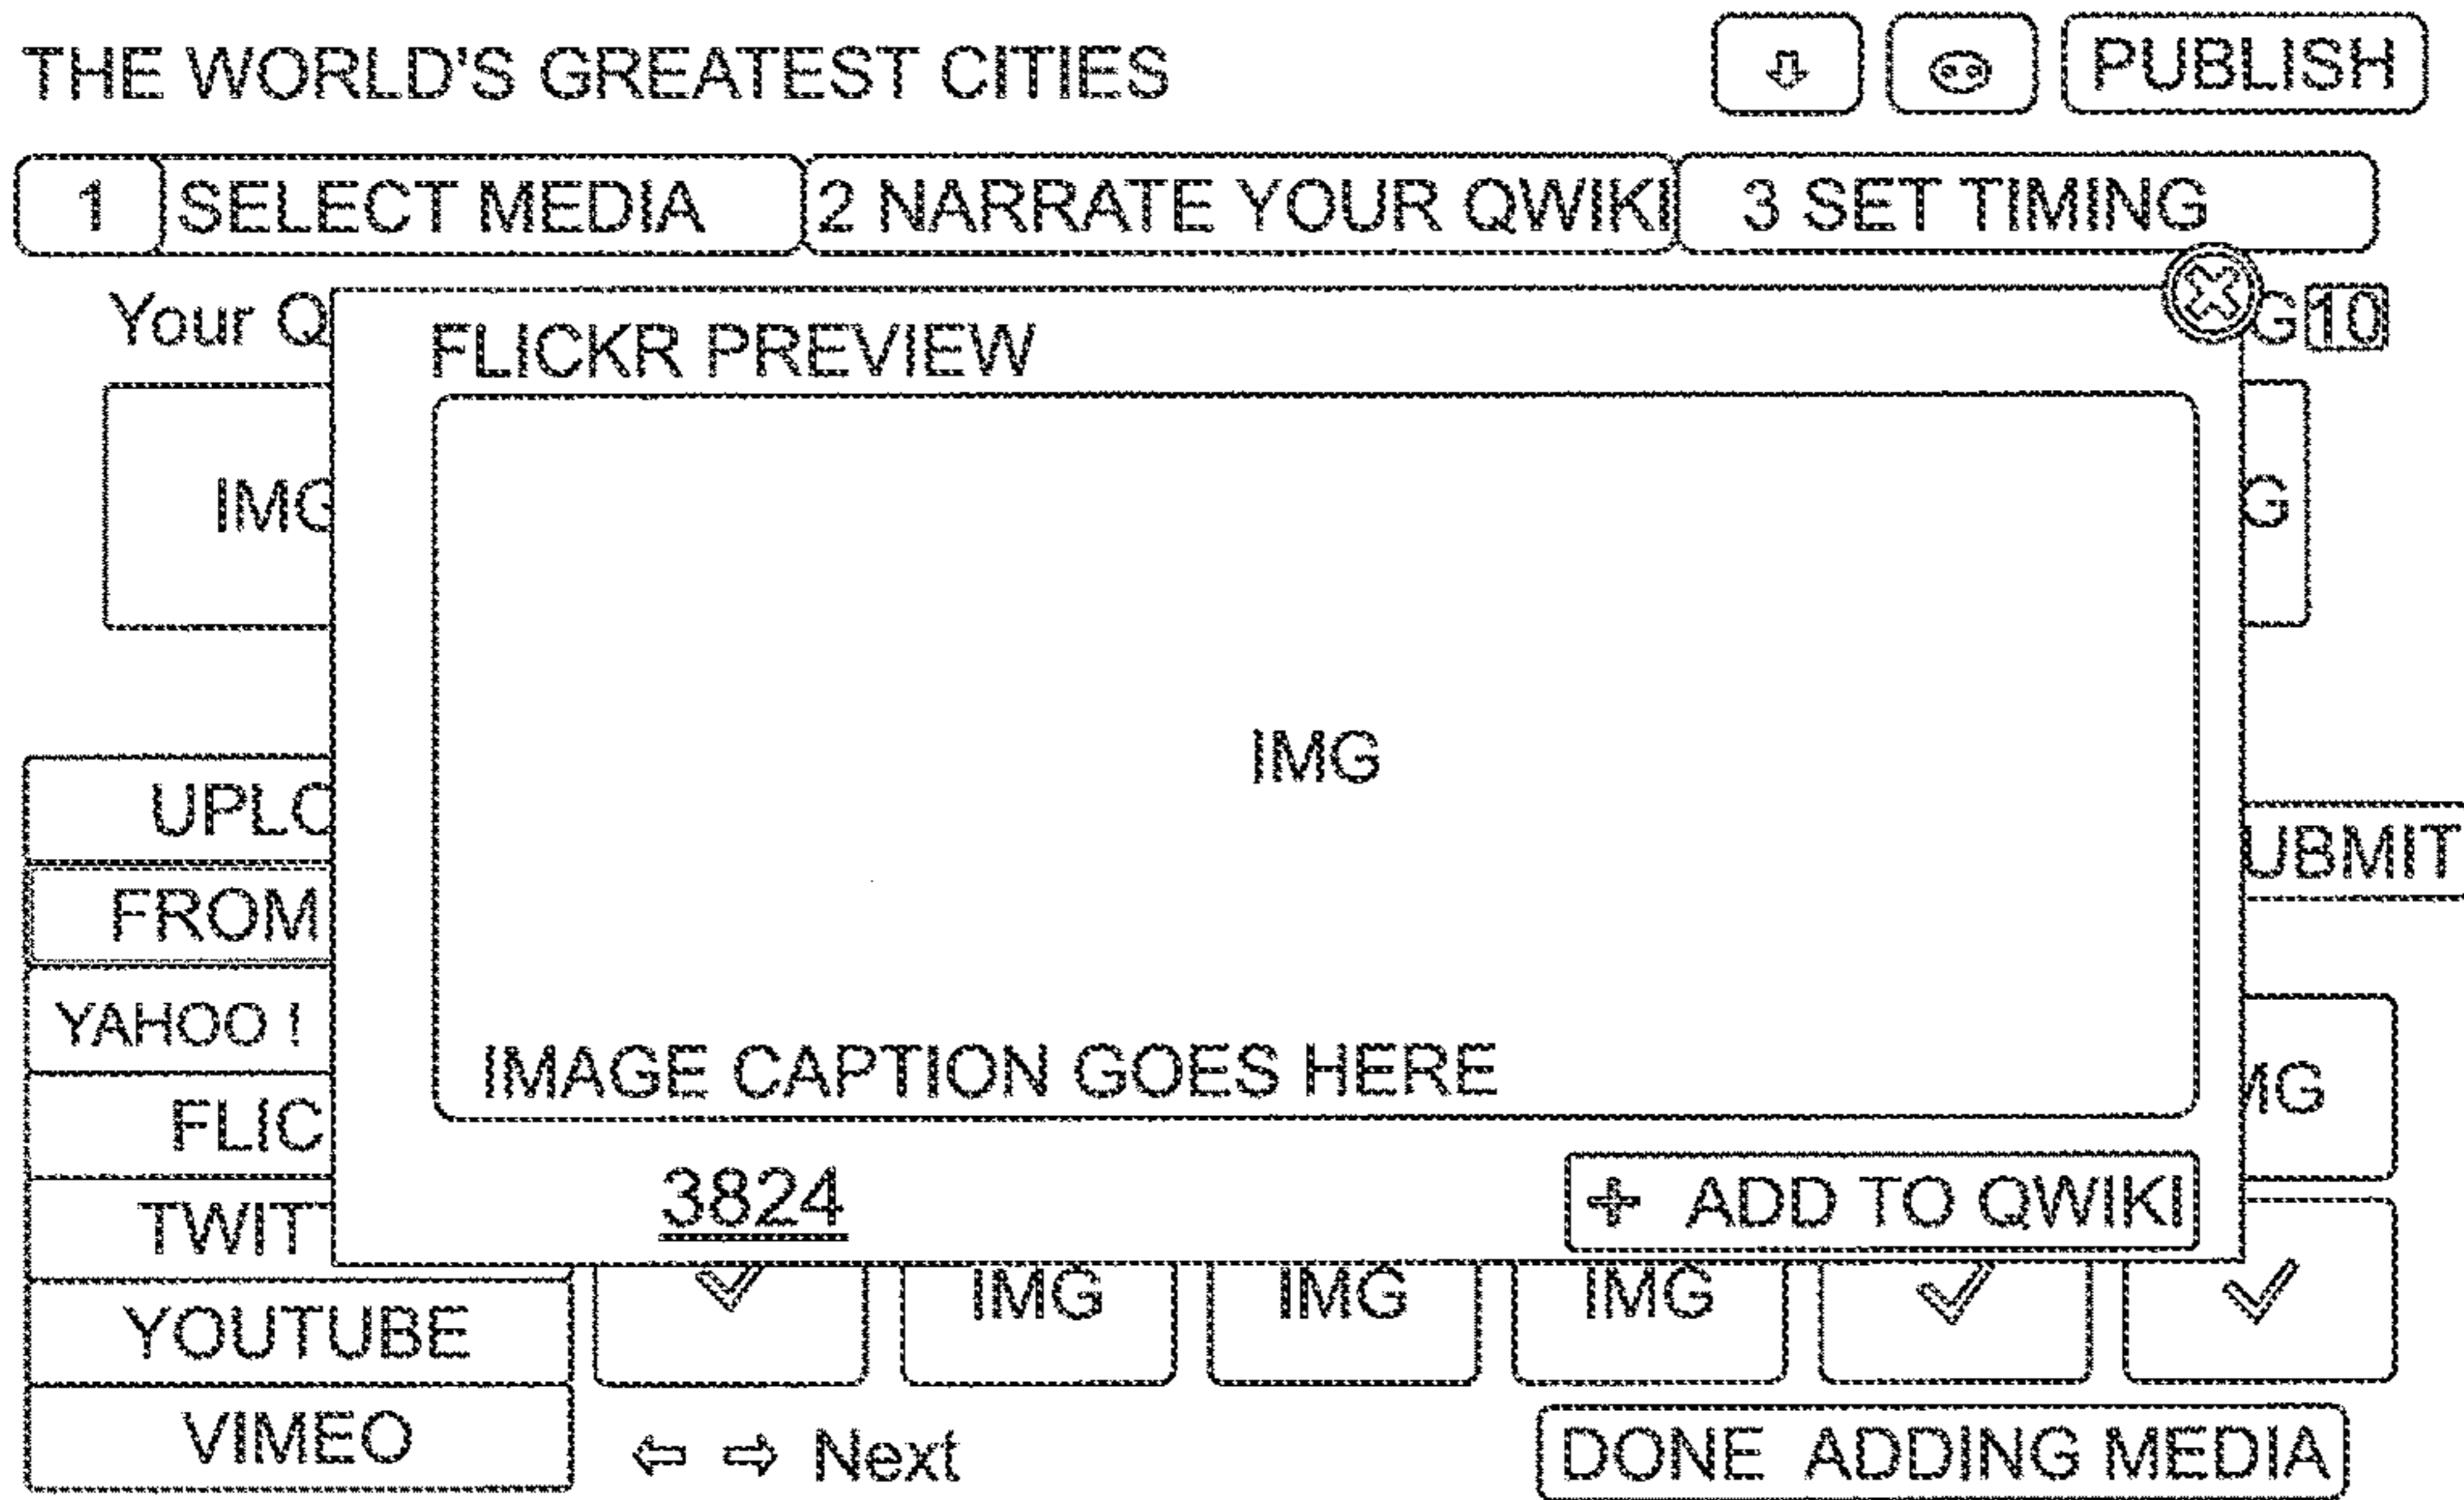 THE WORLD'S GREATEST CITIES
PUBLISH
1 SELECT MEDIA 2 NARRATE YOUR QWIKI 3 SET TIMING
Your Q
G 10
FLICKR PREVIEW
IMG
G
IMG
UPLO
UBMIT
FROM
YAHOO !
IMAGE CAPTION GOES HERE
MG
FLIC
3824
+ ADD TO QWIKI
TWIT
IMG IMG IMG
YOUTUBE
VIMEO
Next
DONE ADDING MEDIA